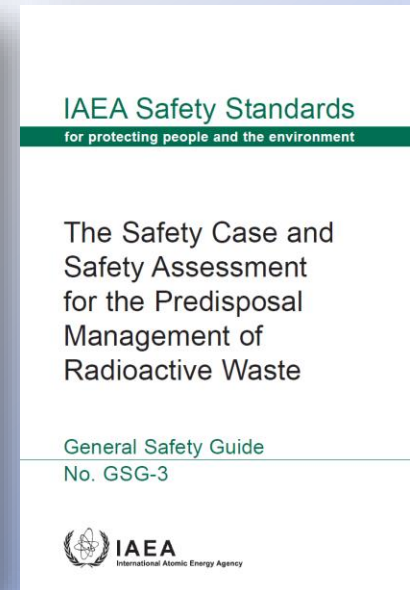 IAEA Safety Standards
for protecting people and the environment
The Safety Case and
Safety Assessment
for the Predisposal
Management of
Radioactive Waste
General Safety Guide
No. GSG-3
IAEA
International Atomic Energy Agency